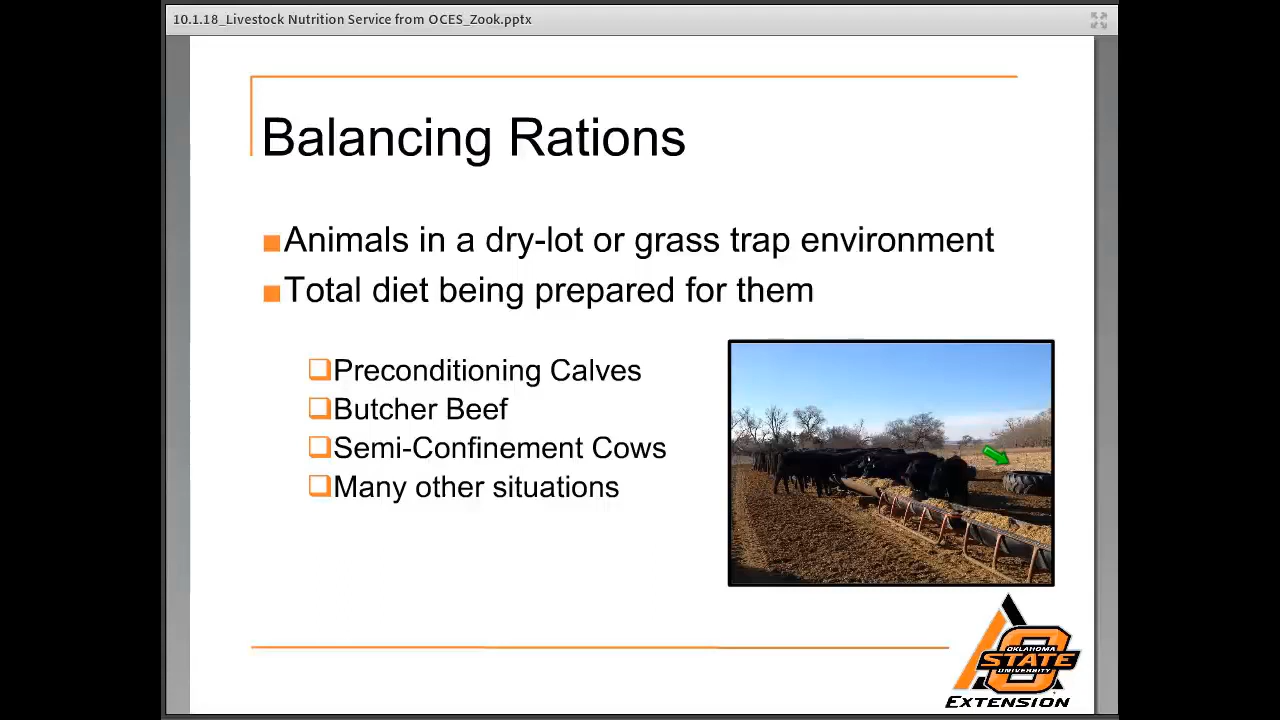 10.1.18_Livestock Nutrition Service from OCES_Zook.pptx
Balancing Rations
Animals in a dry-lot or grass trap environment
Total diet being prepared for them
Preconditioning Calves
Butcher Beef
Semi-Confinement Cows
Many other situations
OKLAHOMA
STATE
UNIVERSITY
EXTENSION